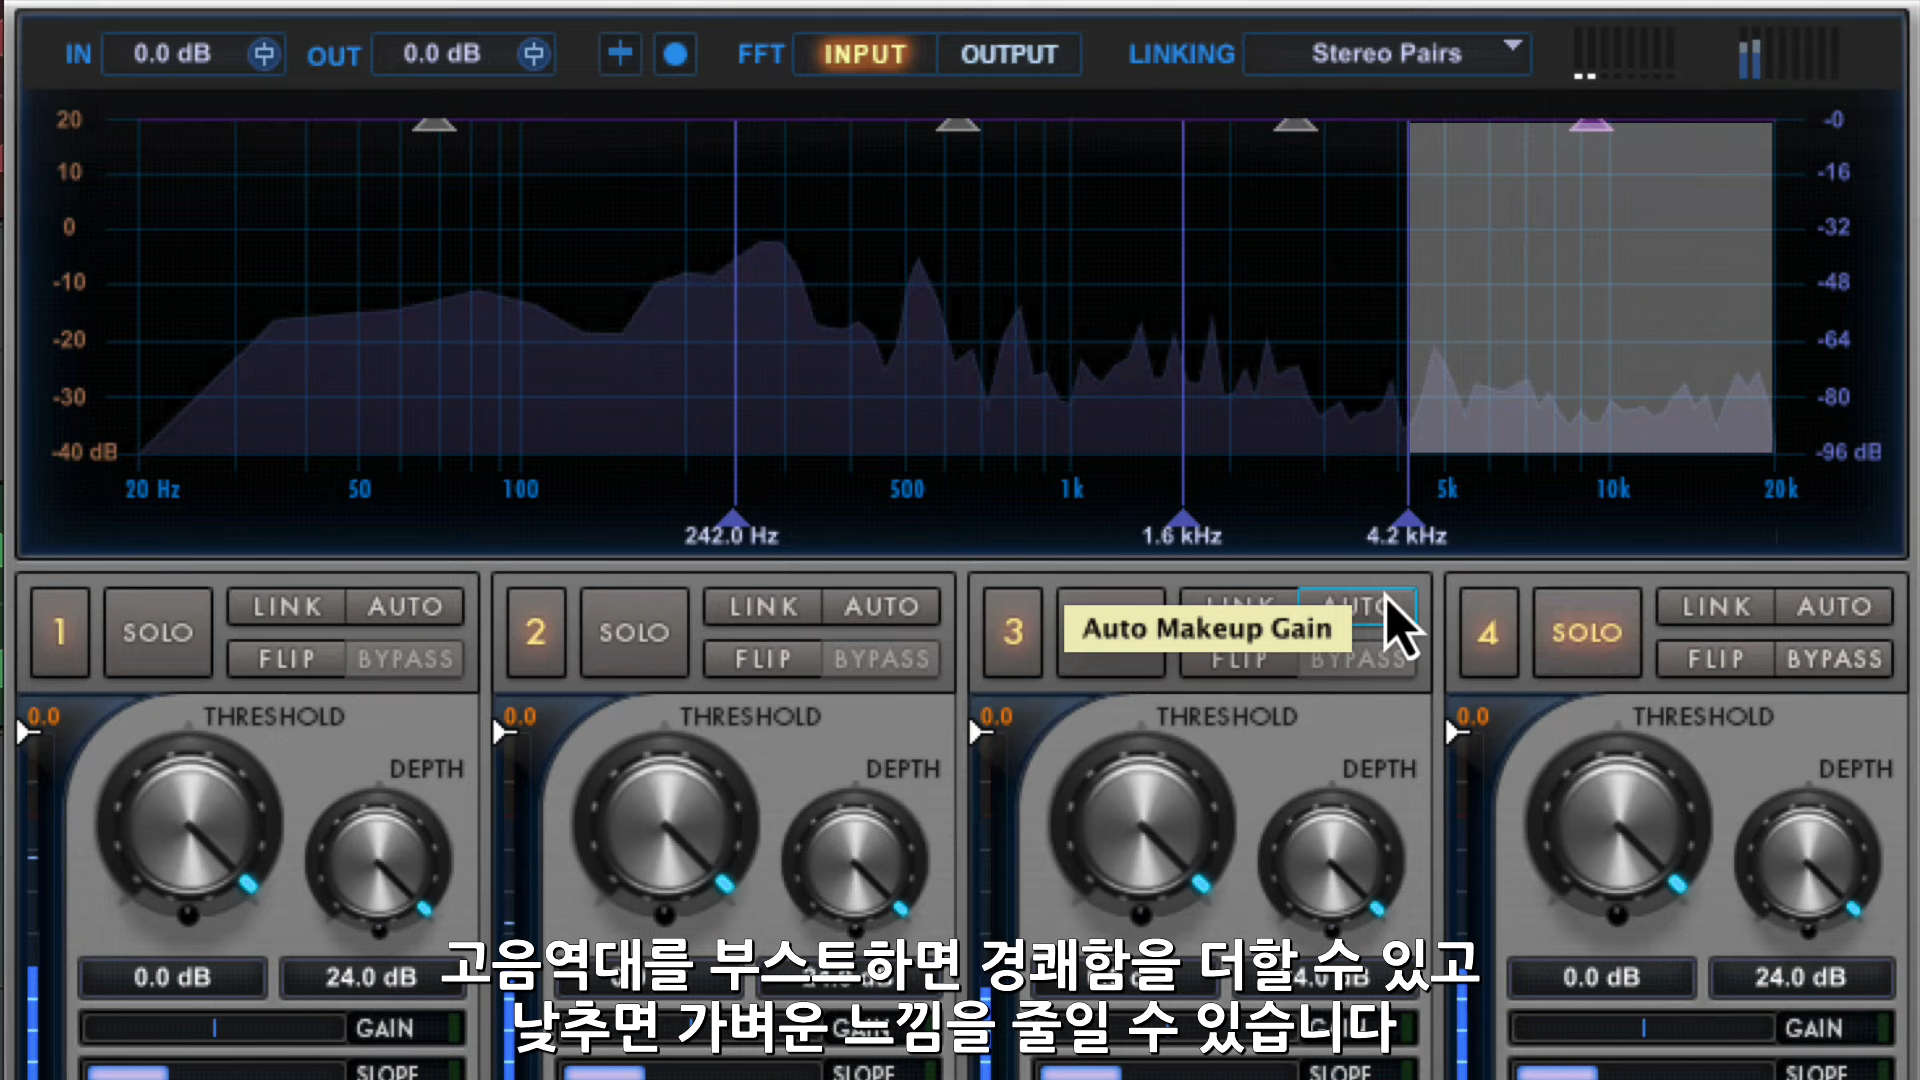 IN 0.0 dB OUT 0.0 dB FFT INPUT OUTPUT LINKING Stereo Pairs
20 -0
10 -16
0 -32
-10 -48
-20 -64
-30 -80
-40 dB -96 dB
20 Hz 50 100 500 1k 5k 10k 20k
242.0 Hz 1.6 kHz 4.2 kHz
1 SOLO LINK AUTO FLIP BYPASS
2 SOLO LINK AUTO FLIP BYPASS
3 LINK AUTO FLIP BYPASS
Auto Makeup Gain
4 SOLO LINK AUTO FLIP BYPASS
0.0 THRESHOLD 0.0 THRESHOLD 0.0 THRESHOLD 0.0 THRESHOLD
DEPTH DEPTH DEPTH DEPTH
0.0 dB 24.0 dB 0.0 dB 24.0 dB
고음역대를 부스트하면 경쾌함을 더할 수 있고
낮추면 가벼운 느낌을 줄일 수 있습니다
GAIN GAIN GAIN
SLOPE SLOPE SLOPE SLOPE